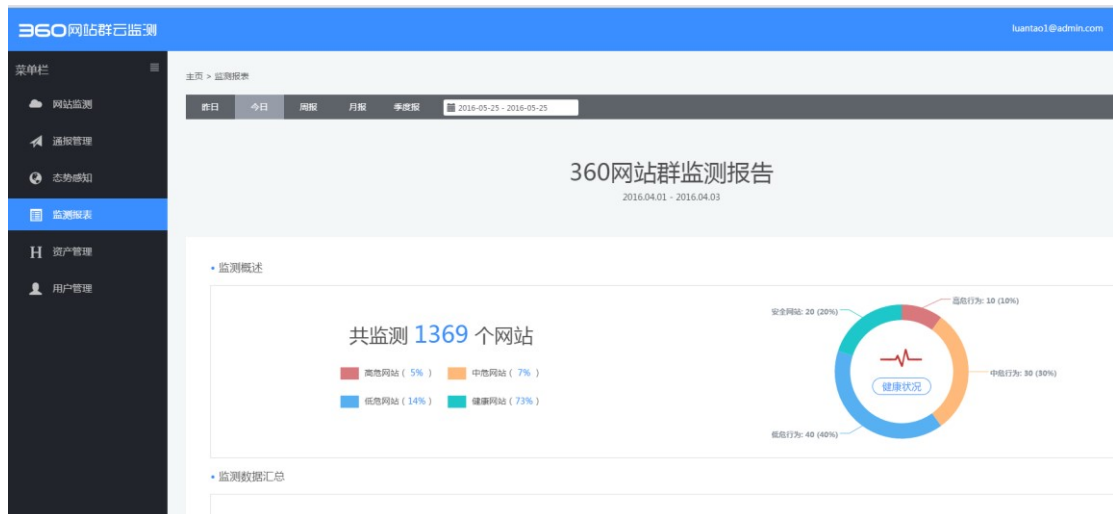 360网站群云监测
luantao1@admin.com
菜单栏
网站监测
通报管理
态势感知
监测报表
资产管理
用户管理
主页 > 监测报表
昨日 今日 周报 月报 季度报 2016-05-25 - 2016-05-25
360网站群监测报告
2016.04.01 - 2016.04.03
• 监测概述
共监测 1369 个网站
高危网站 ( 5% ) 中危网站 ( 7% )
低危网站 ( 14% ) 健康网站 ( 73% )
安全网站: 20 (20%)
高危行为: 10 (10%)
中危行为: 30 (30%)
健康状况
低危行为: 40 (40%)
• 监测数据汇总